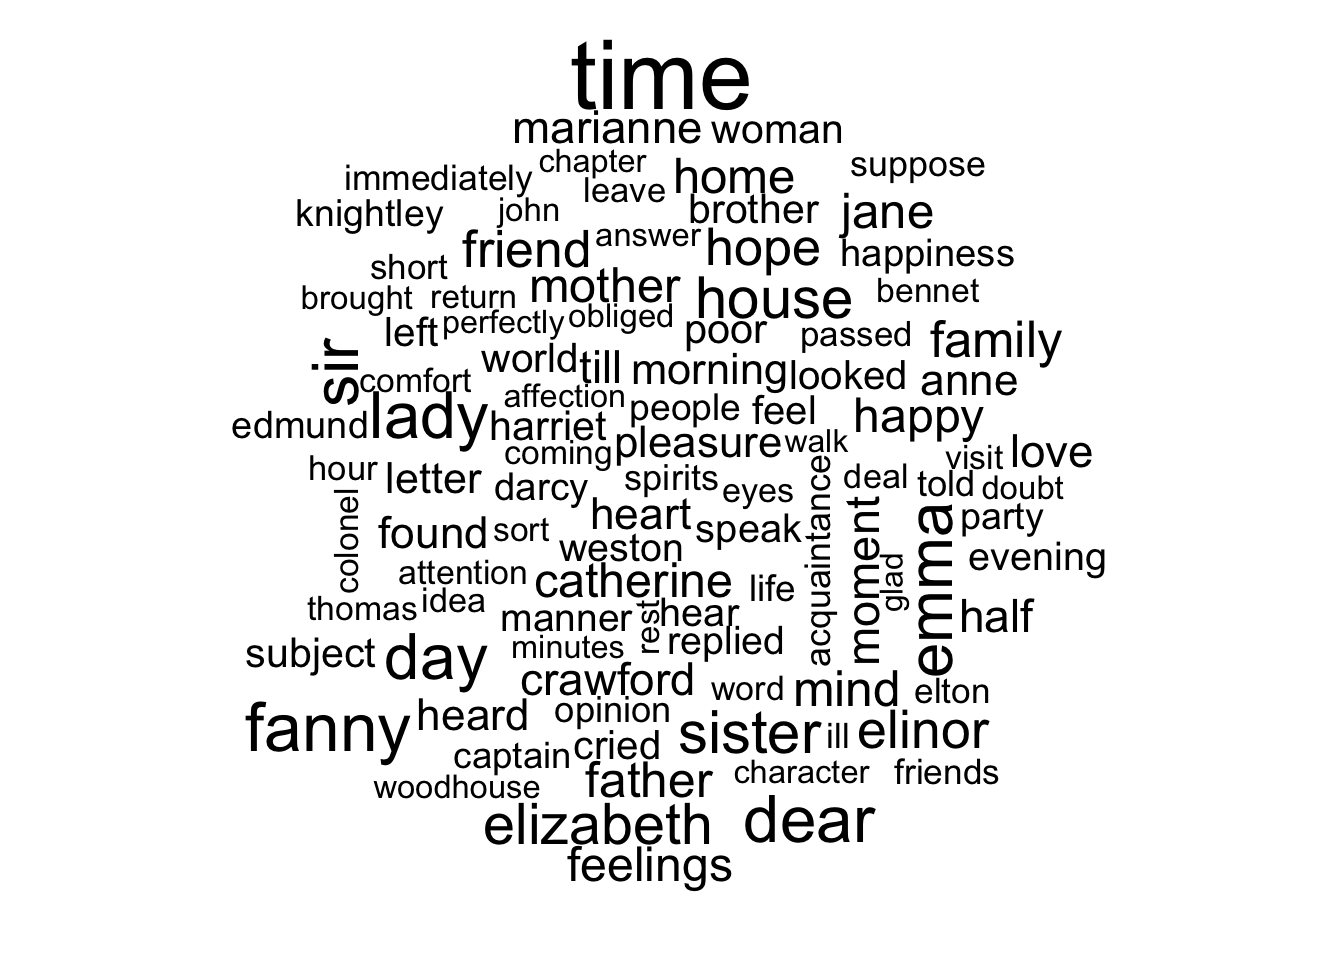 time
marianne woman
chapter
immediately leave home suppose
knightley john brother jane
friend answer hope happiness
short mother house bennet
brought return
left perfectly obliged poor passed family
sir
world till morning looked anne
comfort affection people feel happy
edmund lady harriet
coming pleasure walk visit love
hour letter darcy spirits eyes deal told doubt
colonel found sort heart speak acquaintance moment emma party
weston evening
attention catherine life glad
thomas idea manner rest hear half
subject day minutes replied
crawford word mind elton
fanny heard opinion sister ill elinor
captain cried
woodhouse father character friends
elizabeth dear
feelings